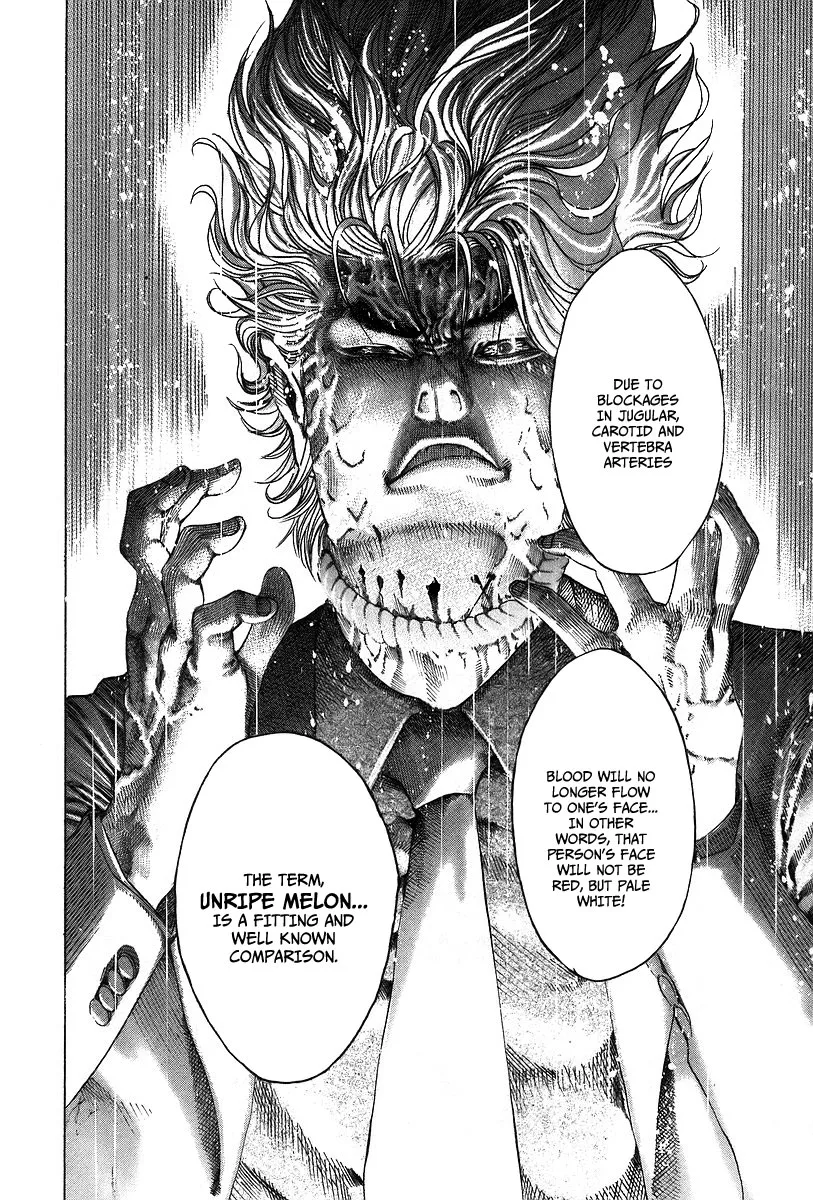 DUE TO
BLOCKAGES
IN JUGULAR,
CAROTID AND
VERTEBRA
ARTERIES
BLOOD WILL NO
LONGER FLOW
TO ONE'S FACE...
IN OTHER
WORDS, THAT
PERSON'S FACE
WILL NOT BE
RED, BUT PALE
WHITE!
THE TERM,
UNRIPE MELON...
IS A FITTING AND
WELL KNOWN
COMPARISON.